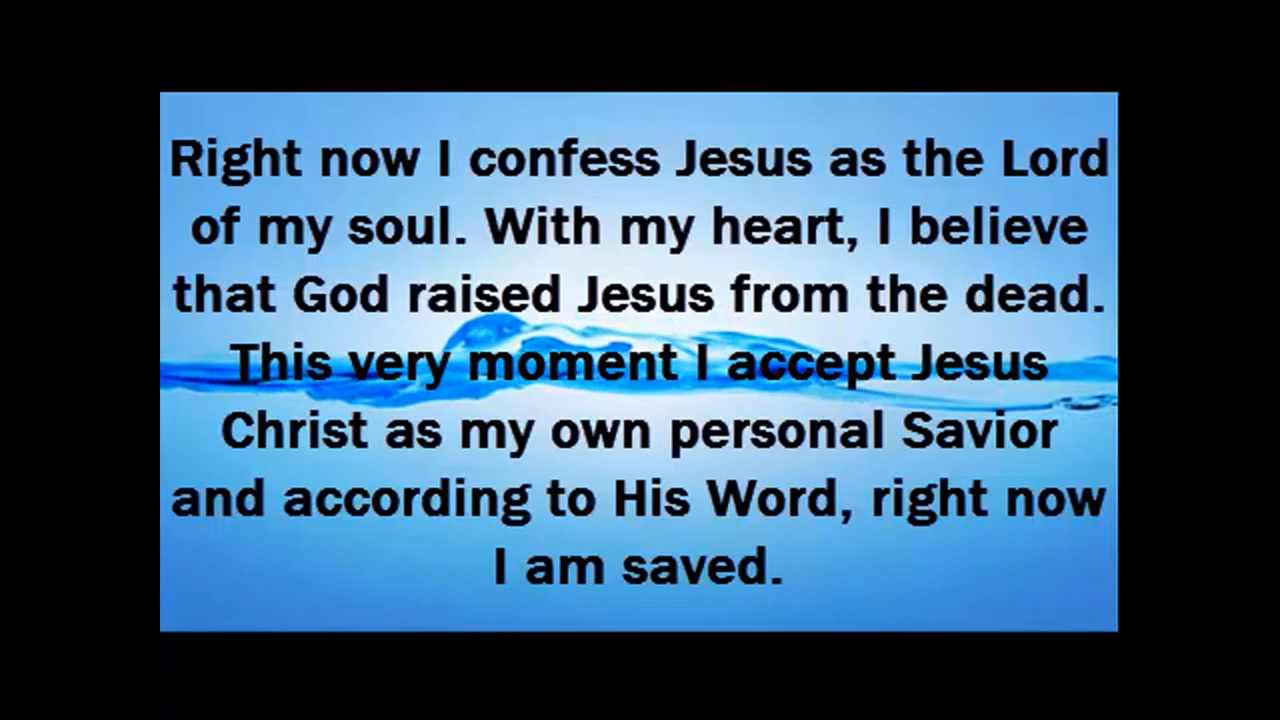 Right now I confess Jesus as the Lord
of my soul. With my heart, I believe
that God raised Jesus from the dead.
This very moment I accept Jesus
Christ as my own personal Savior
and according to His Word, right now
I am saved.